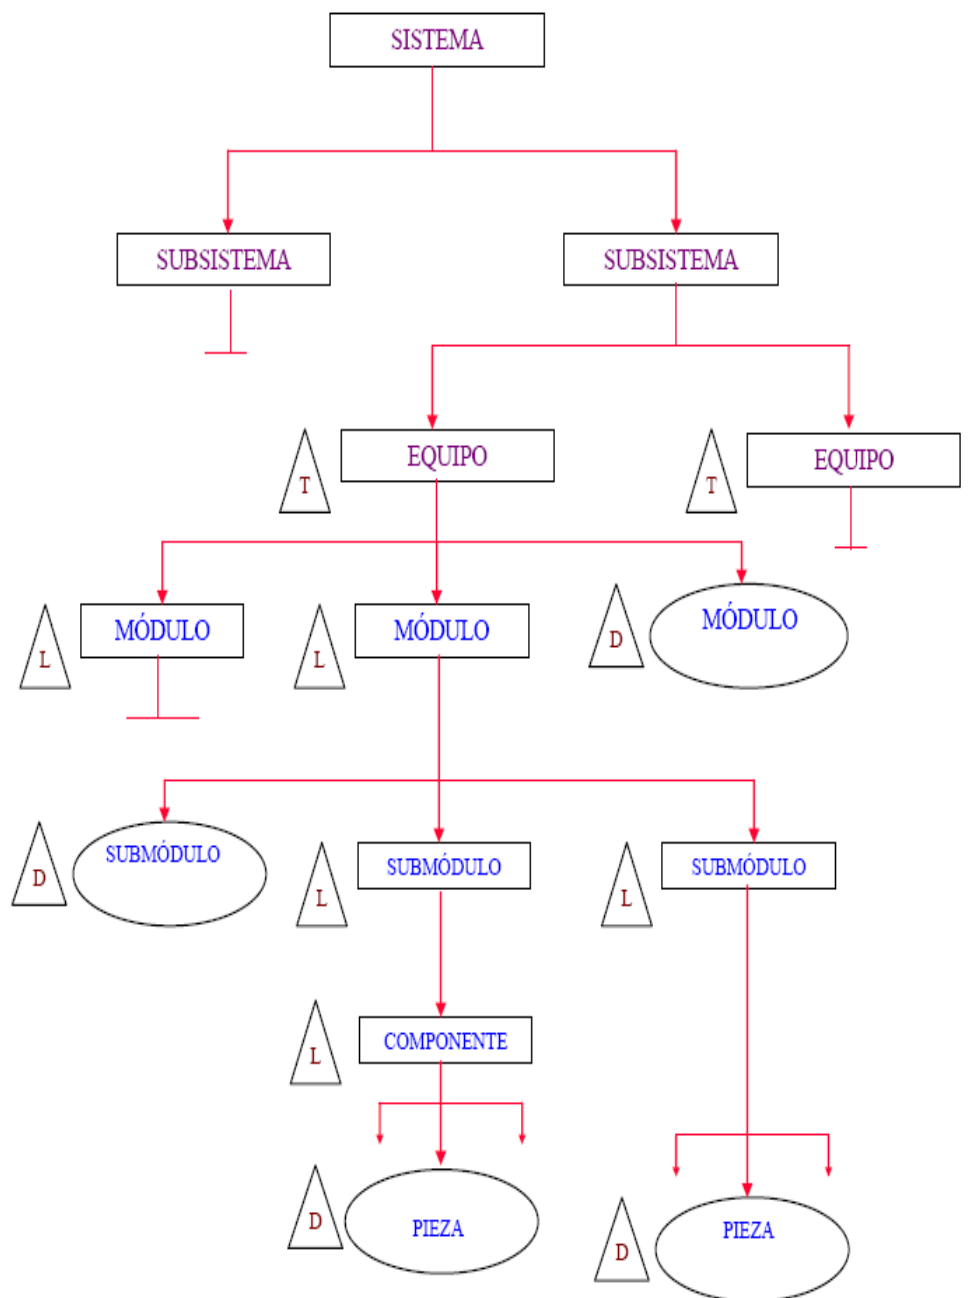 SISTEMA
SUBSISTEMA
SUBSISTEMA
T
EQUIPO
T
EQUIPO
L
MÓDULO
L
MÓDULO
D
MÓDULO
D
SUBMÓDULO
L
SUBMÓDULO
L
SUBMÓDULO
L
COMPONENTE
D
PIEZA
D
PIEZA